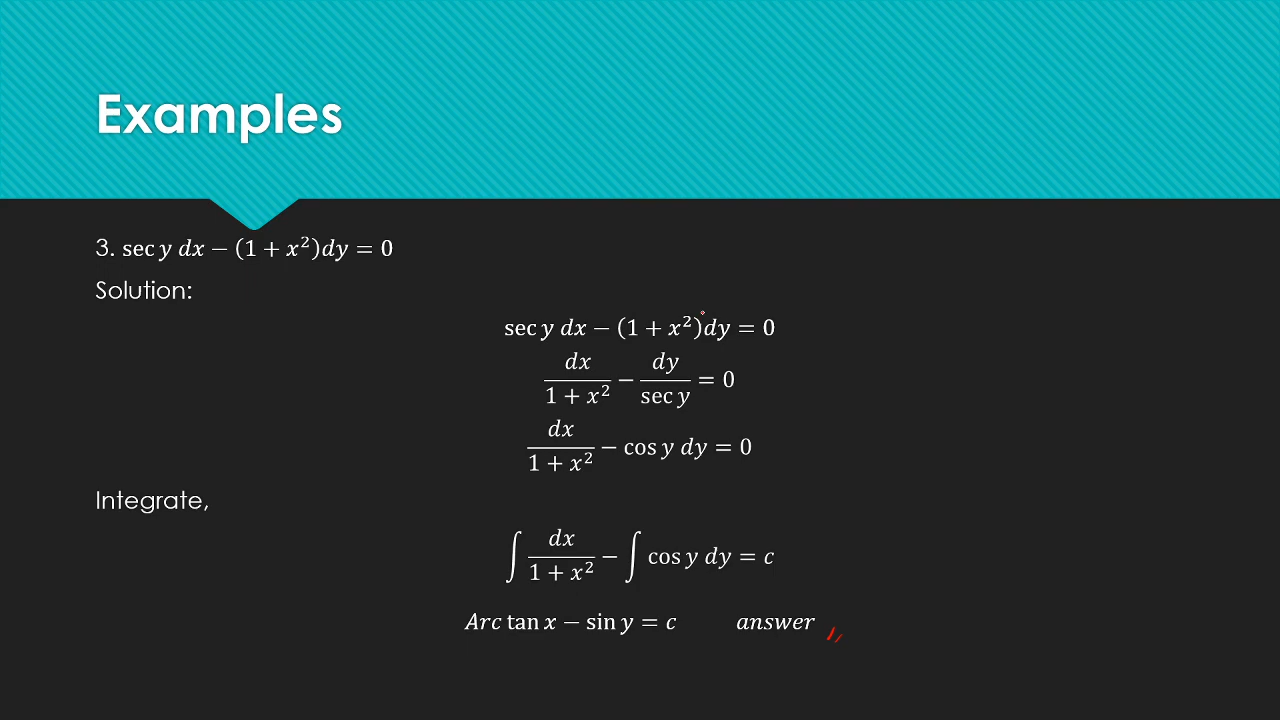 Examples
3. sec y dx − (1 + x²)dy = 0
Solution:
sec y dx − (1 + x²)dy = 0
dx/(1 + x²) − dy/sec y = 0
dx/(1 + x²) − cos y dy = 0
Integrate,
∫ dx/(1 + x²) − ∫ cos y dy = c
Arc tan x − sin y = c answer